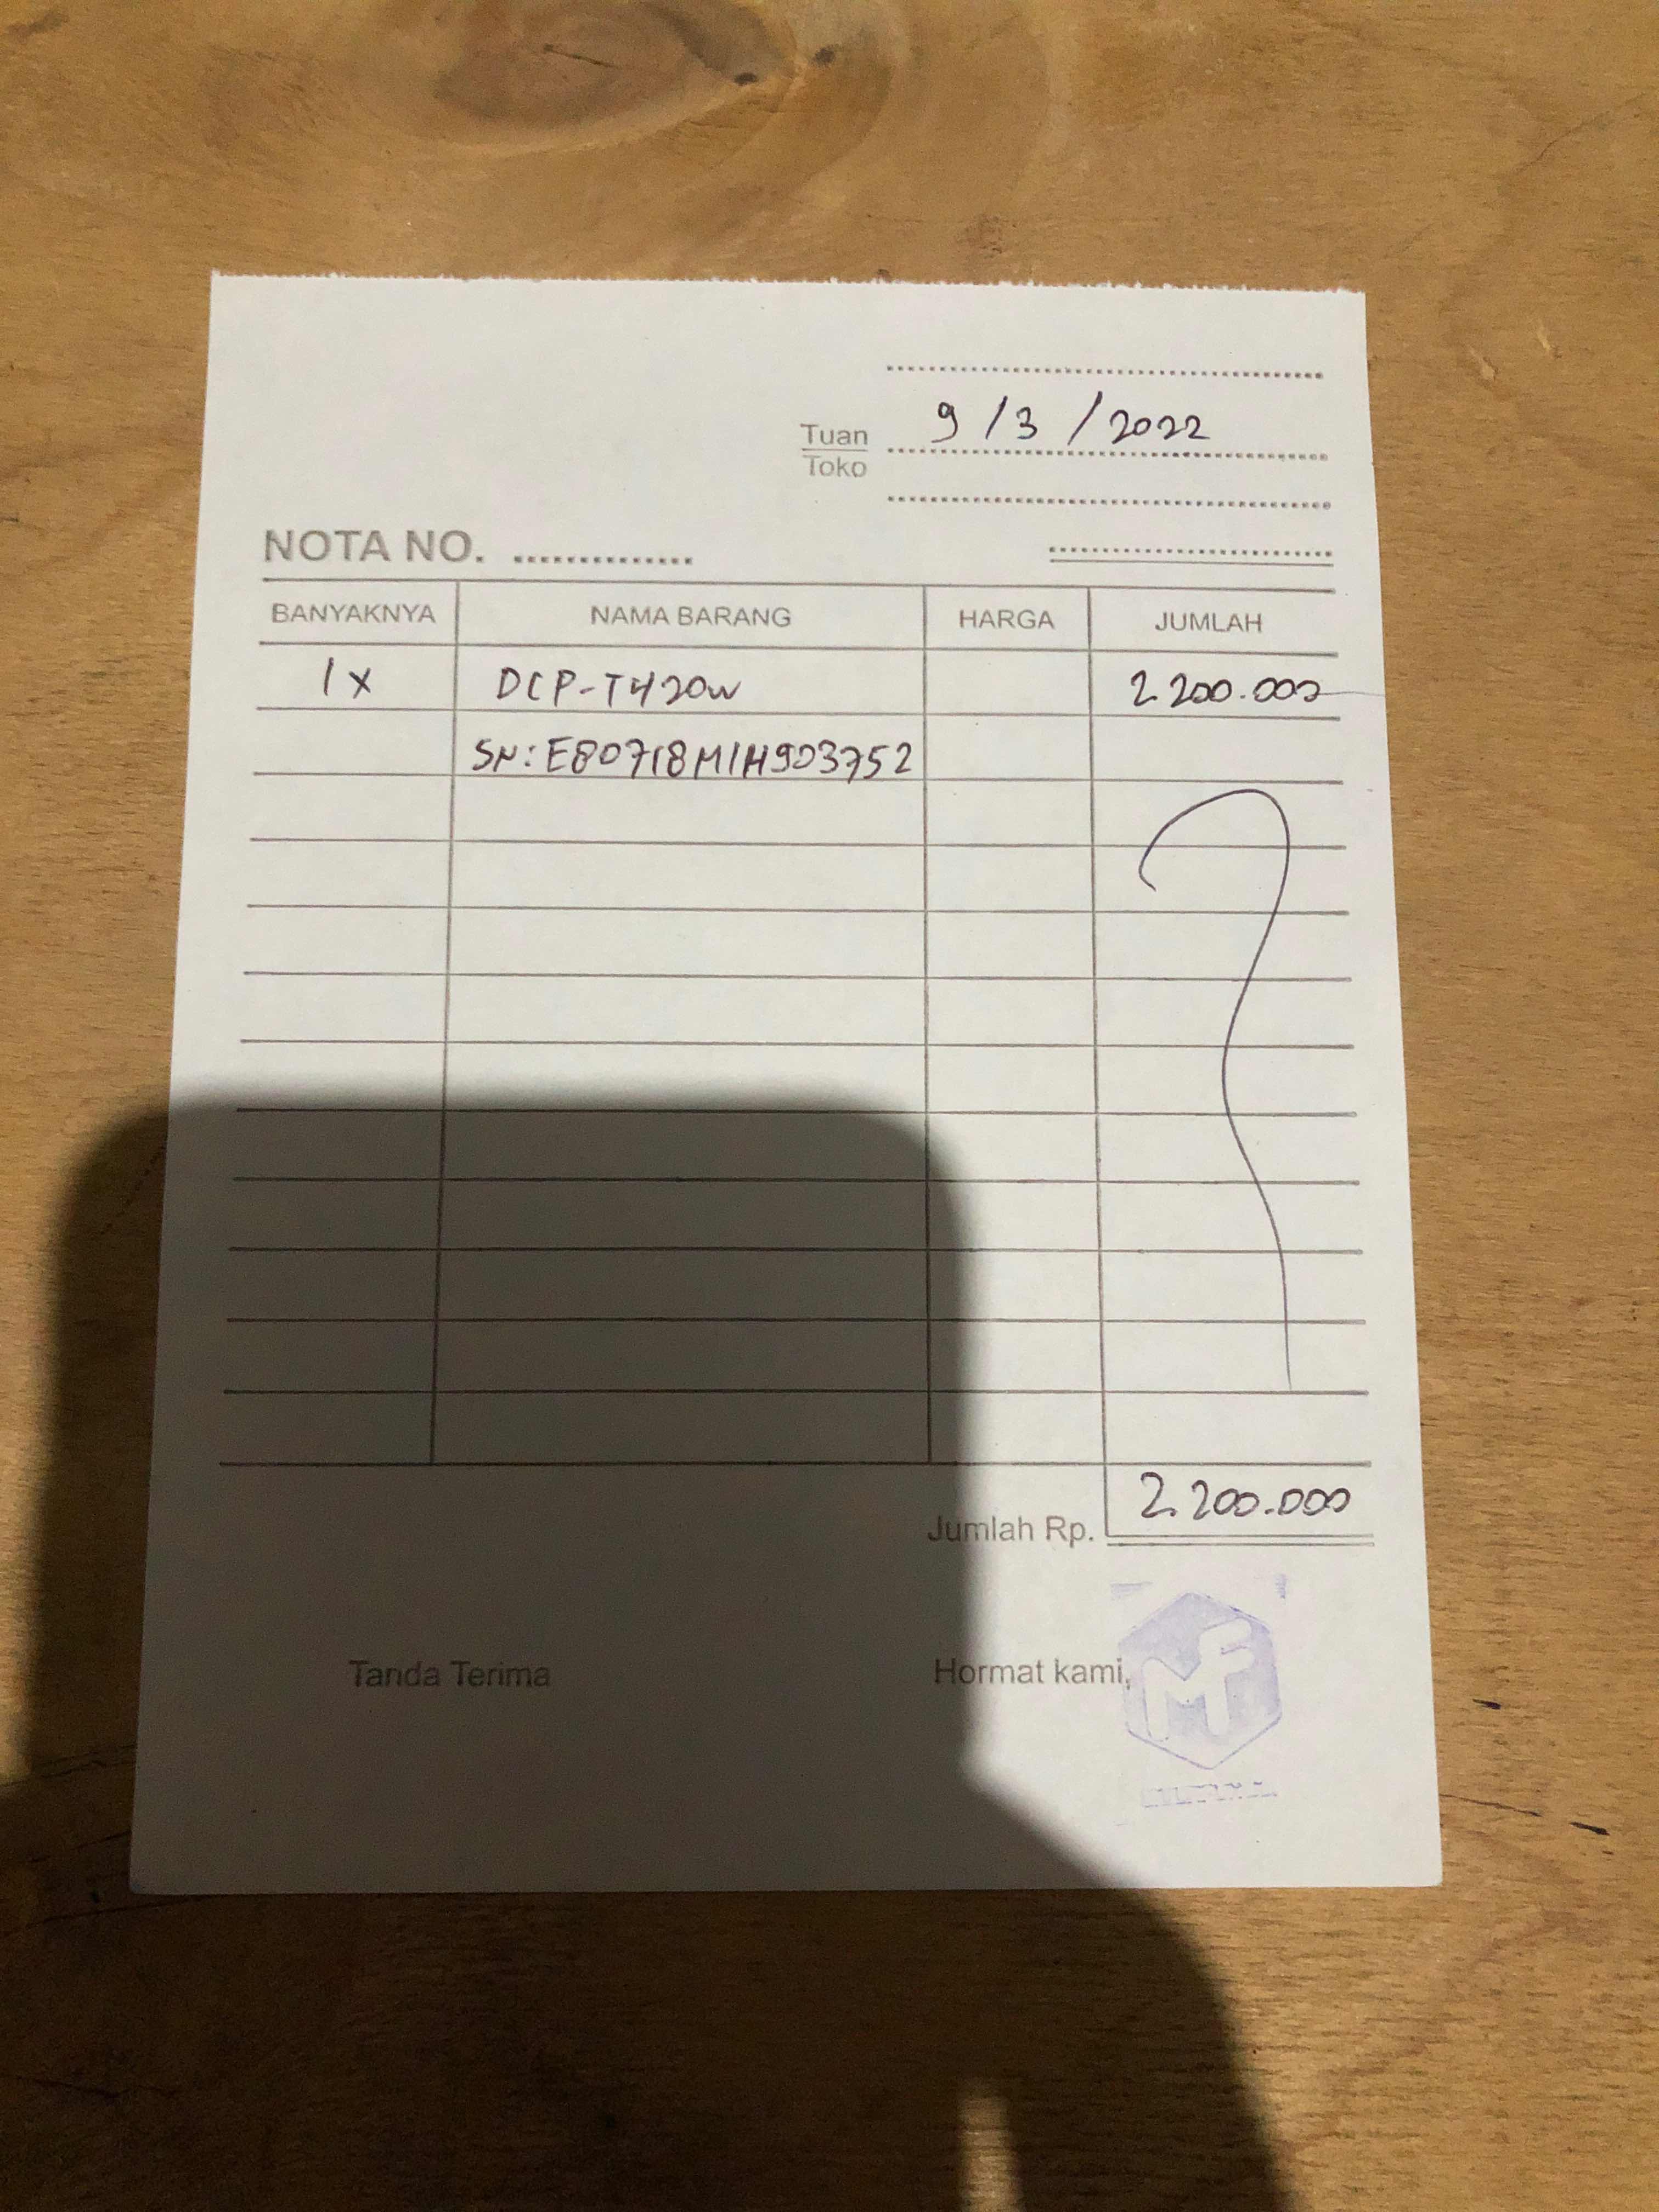 9/3/2022
Tuan
Toko
NOTA NO.
BANYAKNYA NAMA BARANG HARGA JUMLAH
1x DCP-T420w 2.200.000
SN: E80718M1H903752
Jumlah Rp. 2.200.000
Tanda Terima Hormat kami,
MF